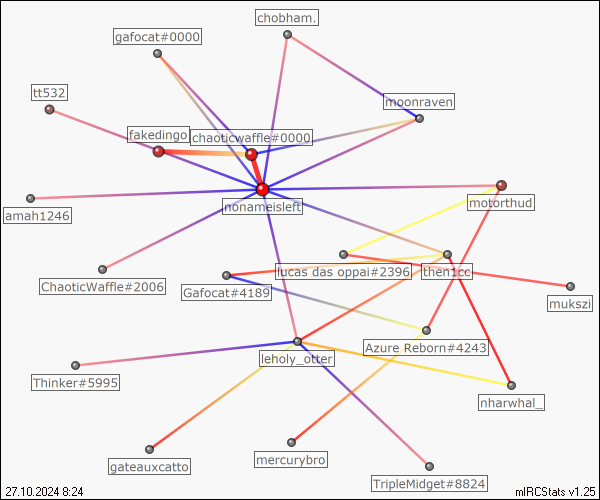 chobham.
gafocat#0000
tt532
moonraven
fakedingo
chaoticwaffle#0000
nonameisleft
motorthud
amah1246
lucas das oppai#2396
then1cc
ChaoticWaffle#2006
Gafocat#4189
mukszi
Azure Reborn#4243
leholy_otter
Thinker#5995
nharwhal_
mercurybro
gateauxcatto
TripleMidget#8824
27.10.2024 8:24
mIRCStats v1.25